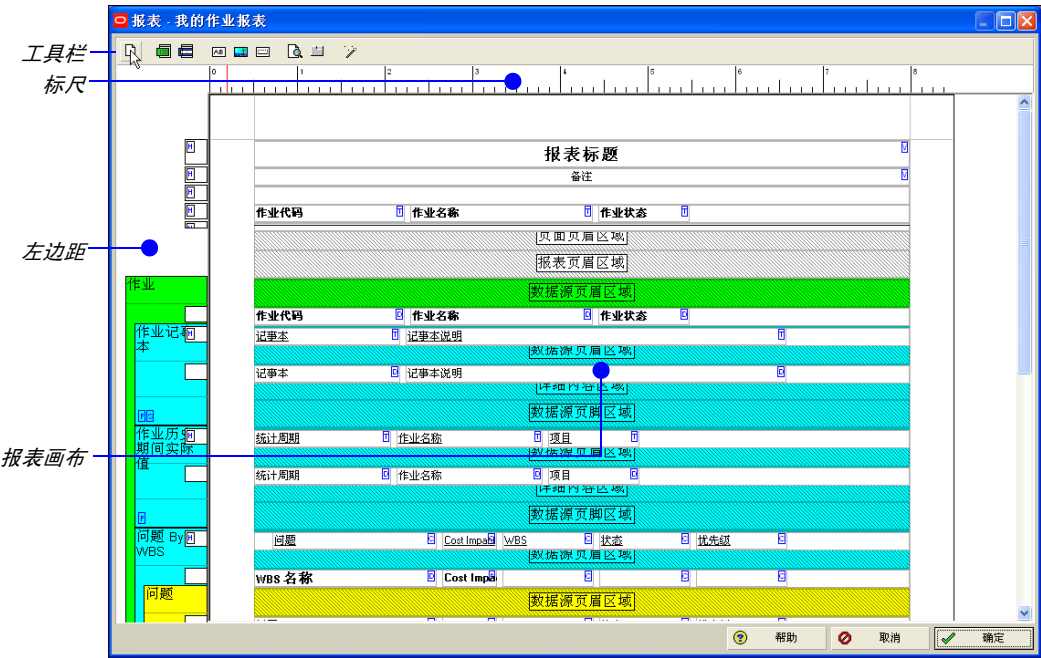 报表 - 我的作业报表
工具栏
标尺
0 1 2 3 4 5 6 7 8
报表标题
备注
作业代码 作业名称 作业状态
左边距
页面页眉区域
报表页眉区域
作业
数据源页眉区域
作业代码 作业名称 作业状态
作业记事本
记事本 记事本说明
数据源页眉区域
记事本 记事本说明
详细内容区域
数据源页脚区域
作业历史期间实际值
统计周期 作业名称 项目
报表画布
数据源页眉区域
统计周期 作业名称 项目
详细内容区域
数据源页脚区域
问题 By WBS
问题 Cost Impa WBS 状态 优先级
数据源页眉区域
WBS 名称 Cost Impa
问题
数据源页眉区域
帮助 取消 确定